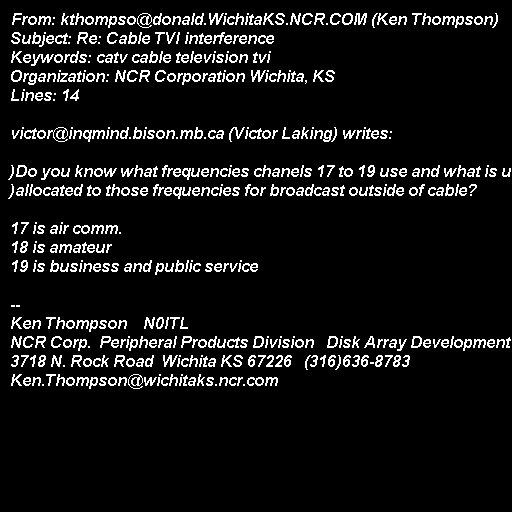 From: kthompso@donald.WichitaKS.NCR.COM (Ken Thompson)
Subject: Re: Cable TVI interference
Keywords: catv cable television tvi
Organization: NCR Corporation Wichita, KS
Lines: 14

victor@inqmind.bison.mb.ca (Victor Laking) writes:

)Do you know what frequencies chanels 17 to 19 use and what is u
)allocated to those frequencies for broadcast outside of cable?

17 is air comm.
18 is amateur
19 is business and public service

--
Ken Thompson    N0ITL
NCR Corp.  Peripheral Products Division   Disk Array Development
3718 N. Rock Road  Wichita KS 67226   (316)636-8783
Ken.Thompson@wichitaks.ncr.com